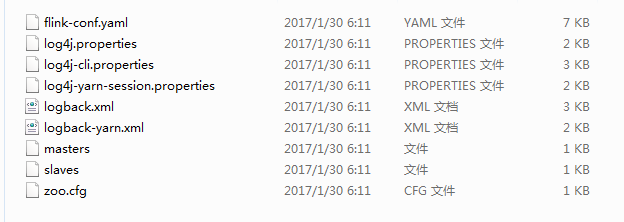 flink-conf.yaml 2017/1/30 6:11 YAML 文件 7 KB
log4j.properties 2017/1/30 6:11 PROPERTIES 文件 2 KB
log4j-cli.properties 2017/1/30 6:11 PROPERTIES 文件 3 KB
log4j-yarn-session.properties 2017/1/30 6:11 PROPERTIES 文件 2 KB
logback.xml 2017/1/30 6:11 XML 文档 3 KB
logback-yarn.xml 2017/1/30 6:11 XML 文档 2 KB
masters 2017/1/30 6:11 文件 1 KB
slaves 2017/1/30 6:11 文件 1 KB
zoo.cfg 2017/1/30 6:11 CFG 文件 1 KB